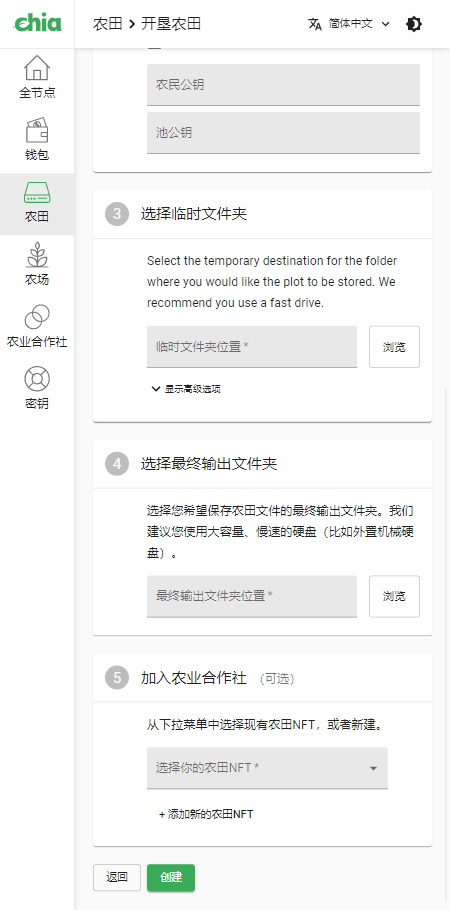 chia
农田 > 开垦农田
简体中文
全节点
钱包
农田
农场
农业合作社
密钥
农民公钥
池公钥
3 选择临时文件夹
Select the temporary destination for the folder
where you would like the plot to be stored. We
recommend you use a fast drive.
临时文件夹位置 *
浏览
显示高级选项
4 选择最终输出文件夹
选择您希望保存农田文件的最终输出文件夹。我们
建议您使用大容量、慢速的硬盘（比如外置机械硬
盘）。
最终输出文件夹位置 *
浏览
5 加入农业合作社 （可选）
从下拉菜单中选择现有农田NFT，或者新建。
选择你的农田NFT *
+ 添加新的农田NFT
返回
创建